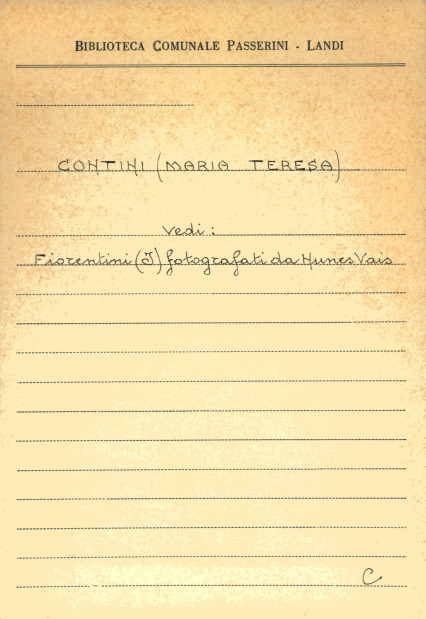 BIBLIOTECA COMUNALE PASSERINI - LANDI
CONTINI (MARIA TERESA)
Vedi:
Fiorentini (I) fotografati da Nunes Vais
C